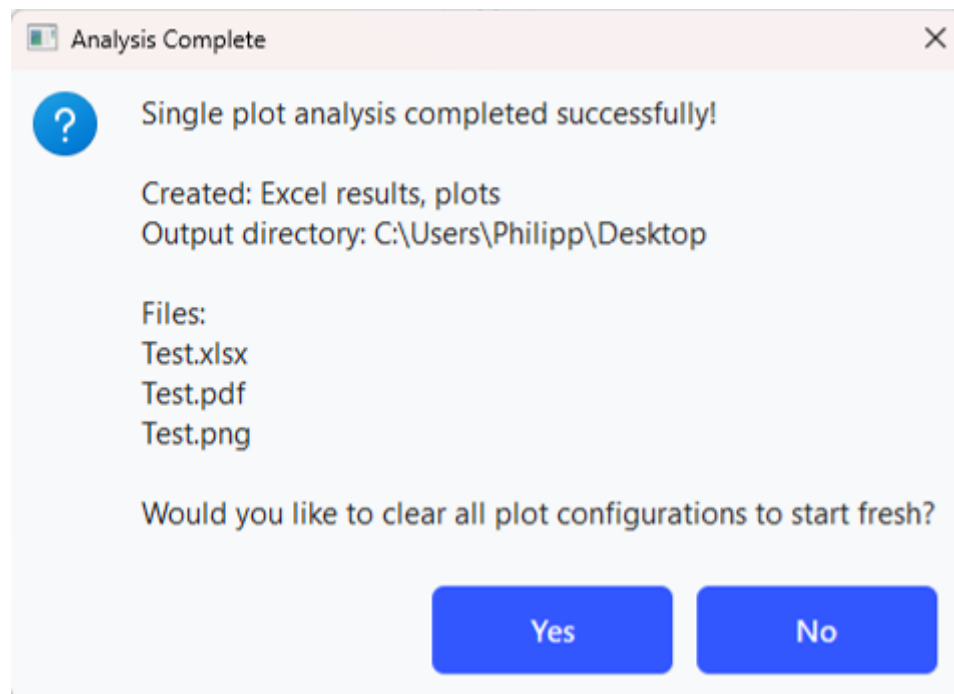 Analysis Complete
Single plot analysis completed successfully!
Created: Excel results, plots
Output directory: C:\Users\Philipp\Desktop
Files:
Test.xlsx
Test.pdf
Test.png
Would you like to clear all plot configurations to start fresh?
Yes
No